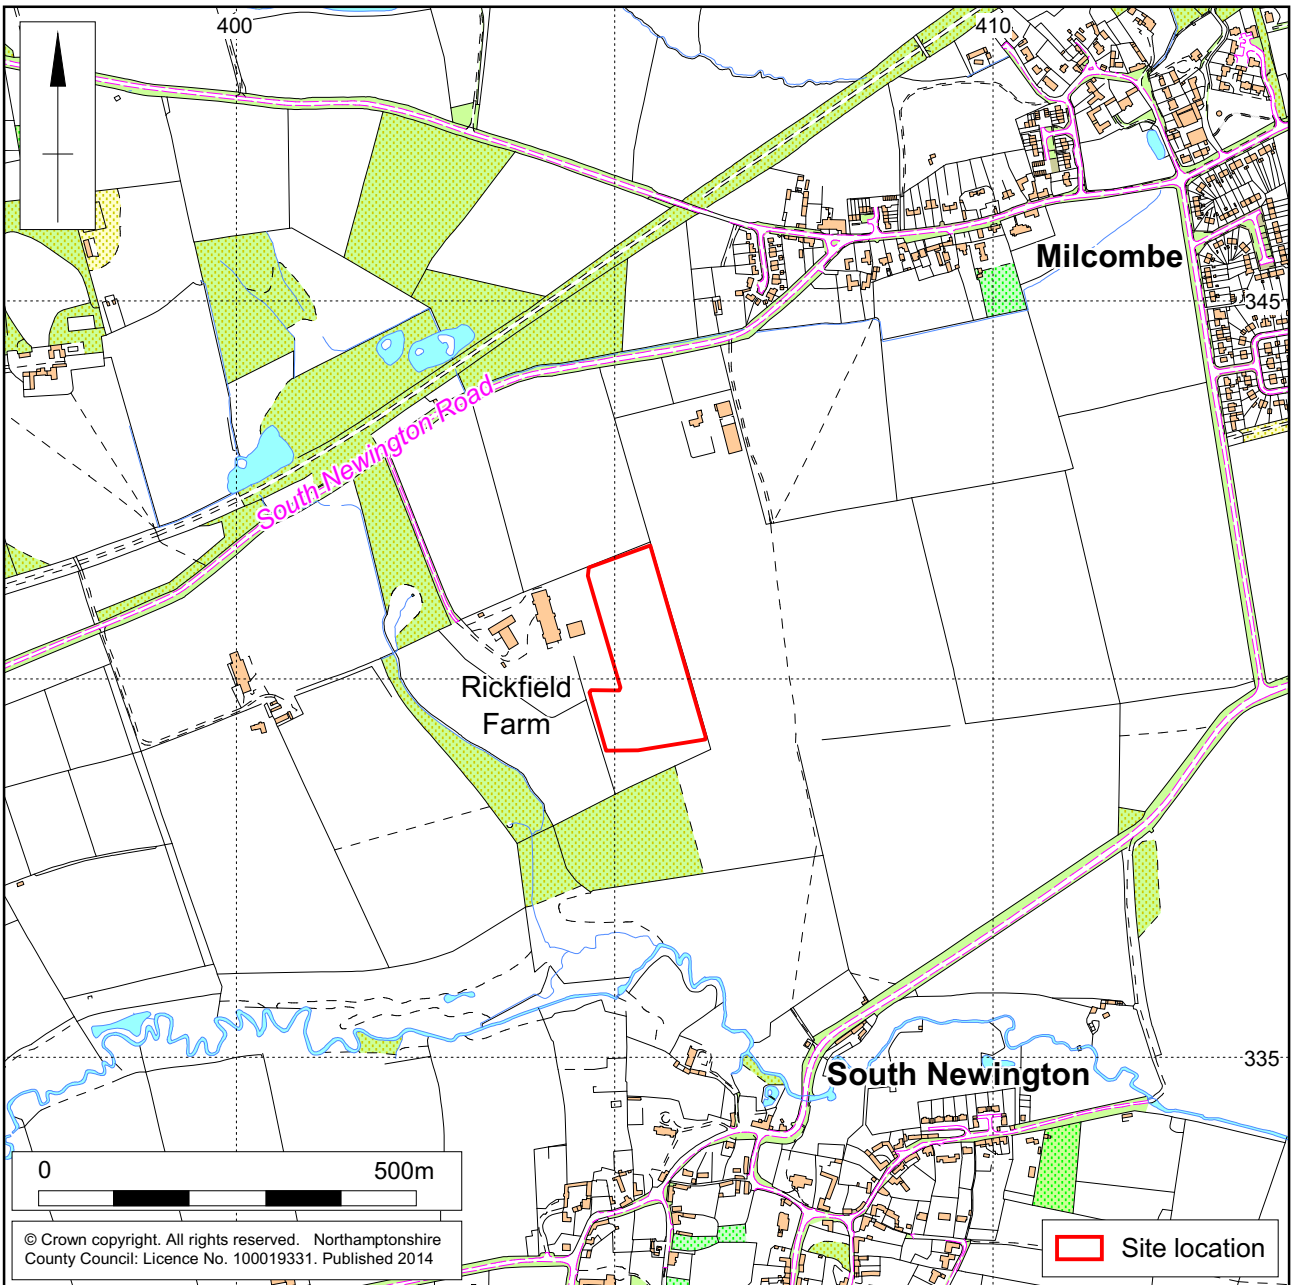 400
410
Milcombe
345
South Newington Road
Rickfield
Farm
335
South Newington
0 500m
© Crown copyright. All rights reserved. Northamptonshire
County Council: Licence No. 100019331. Published 2014
Site location